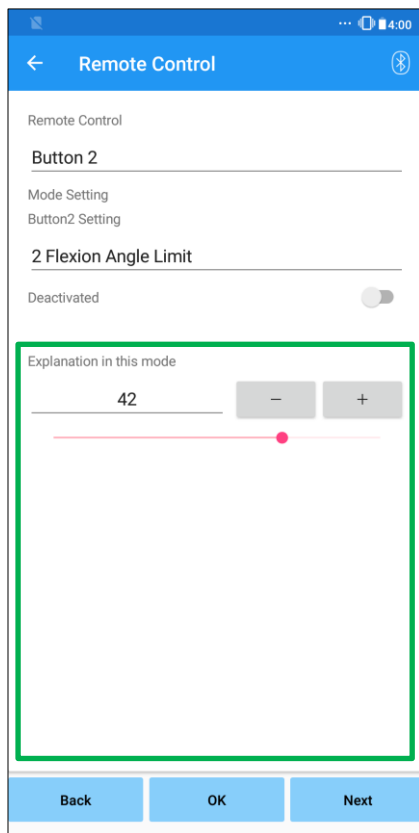 4:00
Remote Control
Remote Control
Button 2
Mode Setting
Button2 Setting
2 Flexion Angle Limit
Deactivated
Explanation in this mode
42 − +
Back OK Next